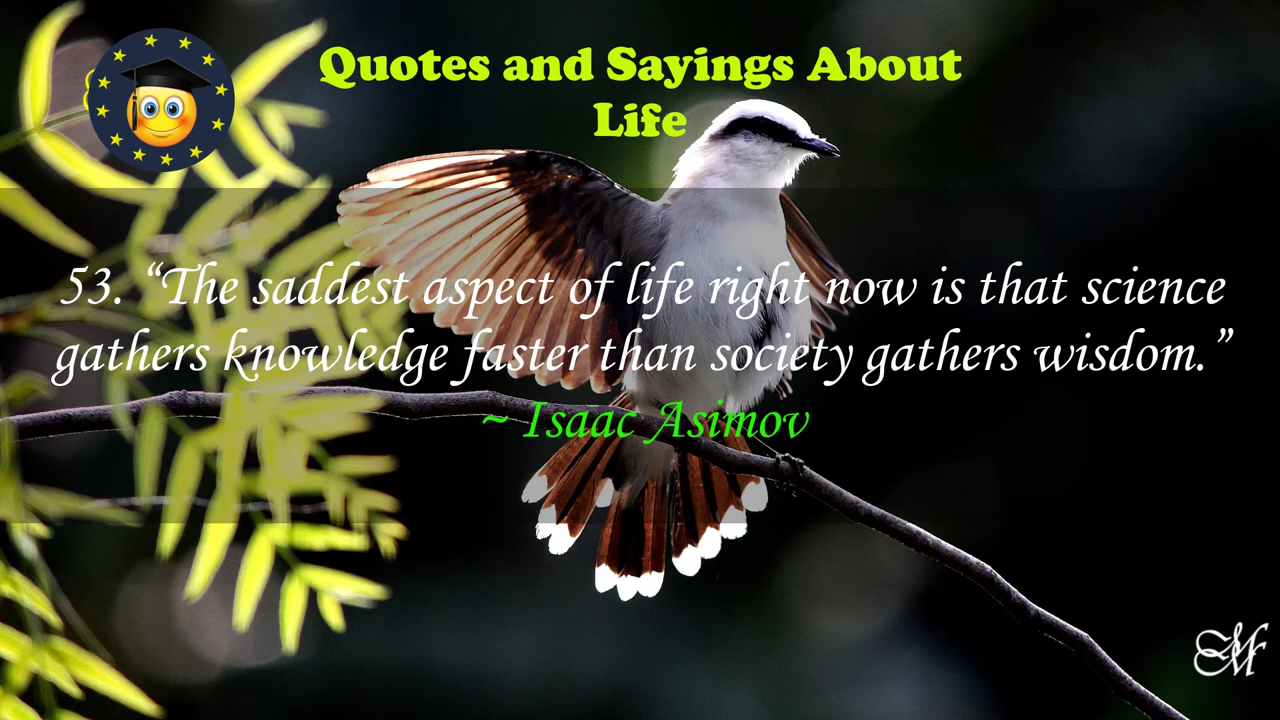 Quotes and Sayings About
Life
53. “The saddest aspect of life right now is that science
gathers knowledge faster than society gathers wisdom.”
~ Isaac Asimov